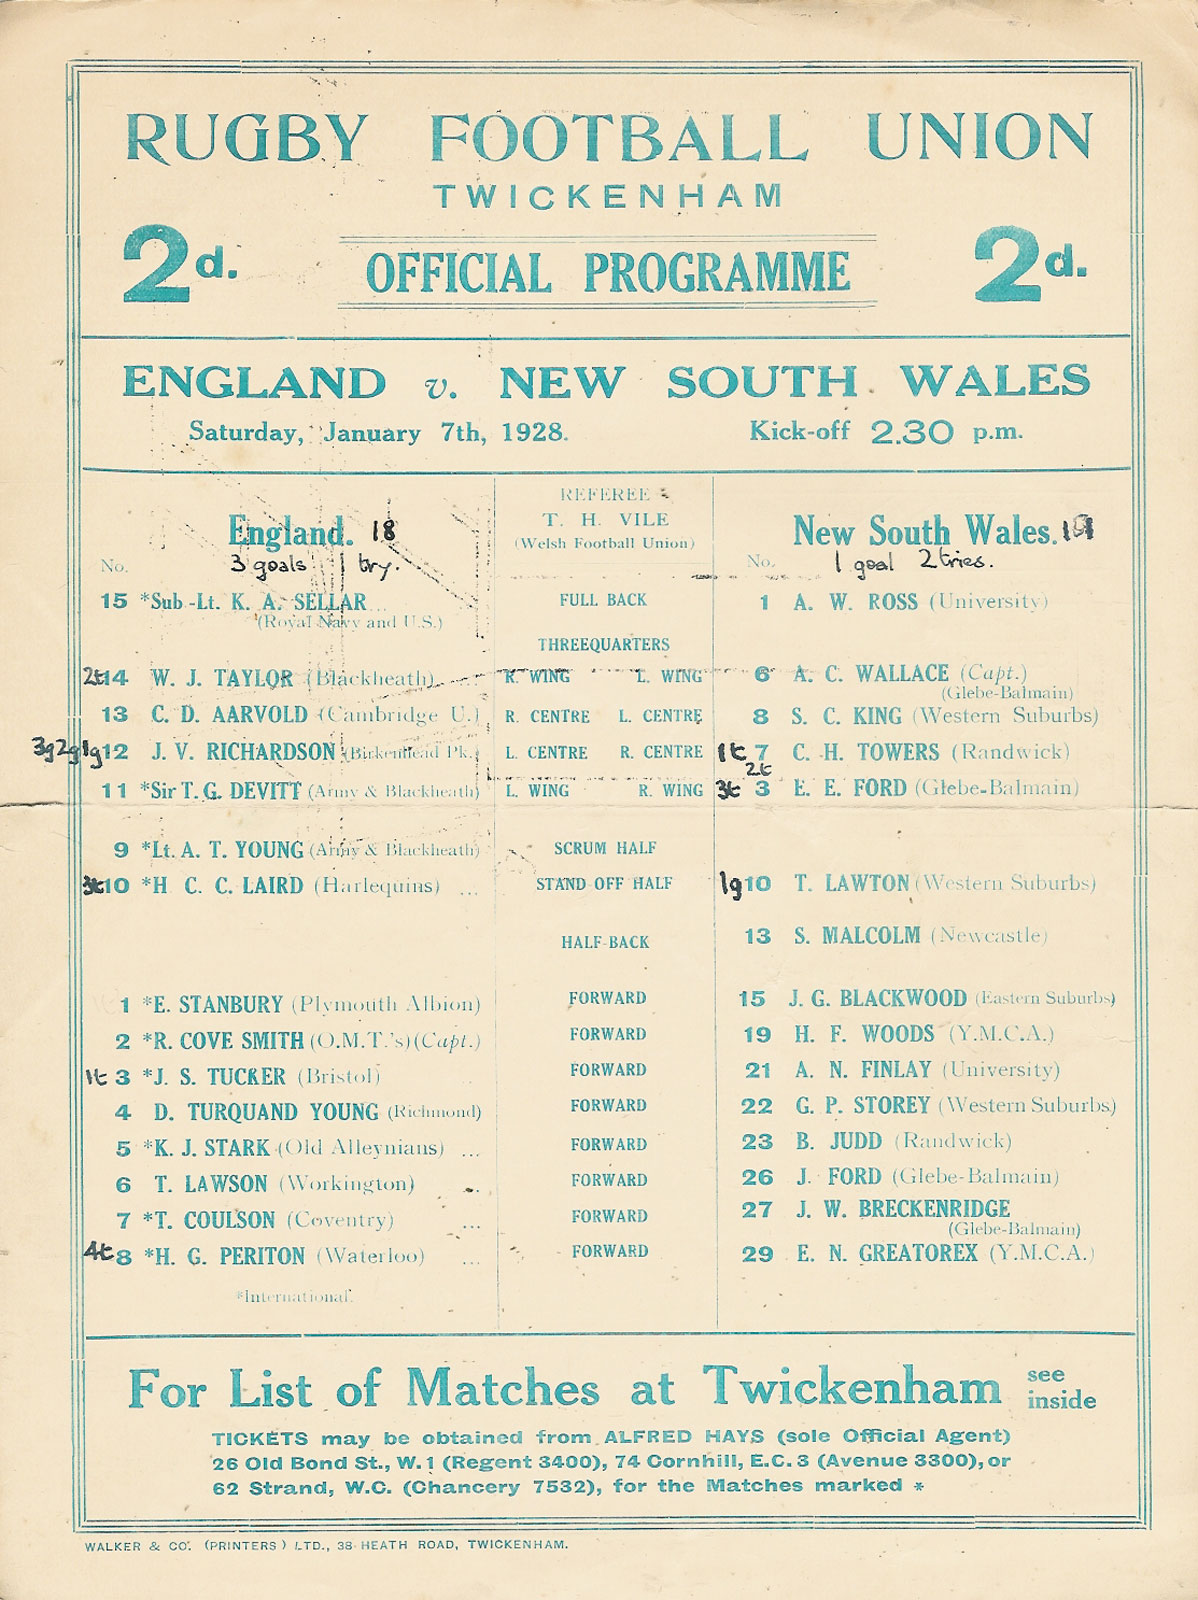 RUGBY FOOTBALL UNION
TWICKENHAM
2d. OFFICIAL PROGRAMME 2d.
ENGLAND v. NEW SOUTH WALES
Saturday, January 7th, 1928. Kick-off 2.30 p.m.
REFEREE
T. H. VILE
(Welsh Football Union)
England. 18
3 goals 1 try.
New South Wales.
1 goal 2 tries.
No. No.
15 *Sub-Lt. K. A. SELLAR ... FULL BACK 1 A. W. ROSS (University)
(Royal Navy and U.S.)
THREEQUARTERS
2t 14 W. J. TAYLOR (Blackheath) ... R. WING L. WING 6 A. C. WALLACE (Capt.)
(Glebe-Balmain)
13 C. D. AARVOLD (Cambridge U.) R. CENTRE L. CENTRE 8 S. C. KING (Western Suburbs)
3g 2g 1g 12 J. V. RICHARDSON (Birkenhead Pk.) L. CENTRE R. CENTRE 1t 7 C. H. TOWERS (Randwick)
2t
11 *Sir T. G. DEVITT (Army & Blackheath) L. WING R. WING 3t 3 E. E. FORD (Glebe-Balmain)
9 *Lt. A. T. YOUNG (Army & Blackheath) SCRUM HALF
3t 10 *H C. C. LAIRD (Harlequins) ... STAND OFF HALF 1g 10 T. LAWTON (Western Suburbs)
HALF-BACK 13 S. MALCOLM (Newcastle)
1 *E. STANBURY (Plymouth Albion) FORWARD 15 J. G. BLACKWOOD (Eastern Suburbs)
2 *R. COVE SMITH (O.M.T.'s) (Capt.) FORWARD 19 H. F. WOODS (Y.M.C.A.)
1t 3 *J. S. TUCKER (Bristol) FORWARD 21 A. N. FINLAY (University)
4 D. TURQUAND YOUNG (Richmond) FORWARD 22 G. P. STOREY (Western Suburbs)
5 *K. J. STARK (Old Alleynians) ... FORWARD 23 B. JUDD (Randwick)
6 T. LAWSON (Workington) ... FORWARD 26 J. FORD (Glebe-Balmain)
7 *T. COULSON (Coventry) ... FORWARD 27 J. W. BRECKENRIDGE
(Glebe-Balmain)
4t 8 *H. G. PERITON (Waterloo) ... FORWARD 29 E. N. GREATOREX (Y.M.C.A.)
*International.
For List of Matches at Twickenham see inside
TICKETS may be obtained from ALFRED HAYS (sole Official Agent)
26 Old Bond St., W.1 (Regent 3400), 74 Cornhill, E.C.3 (Avenue 3300), or
62 Strand, W.C. (Chancery 7532), for the Matches marked *
WALKER & CO. (PRINTERS) LTD., 38 HEATH ROAD, TWICKENHAM.